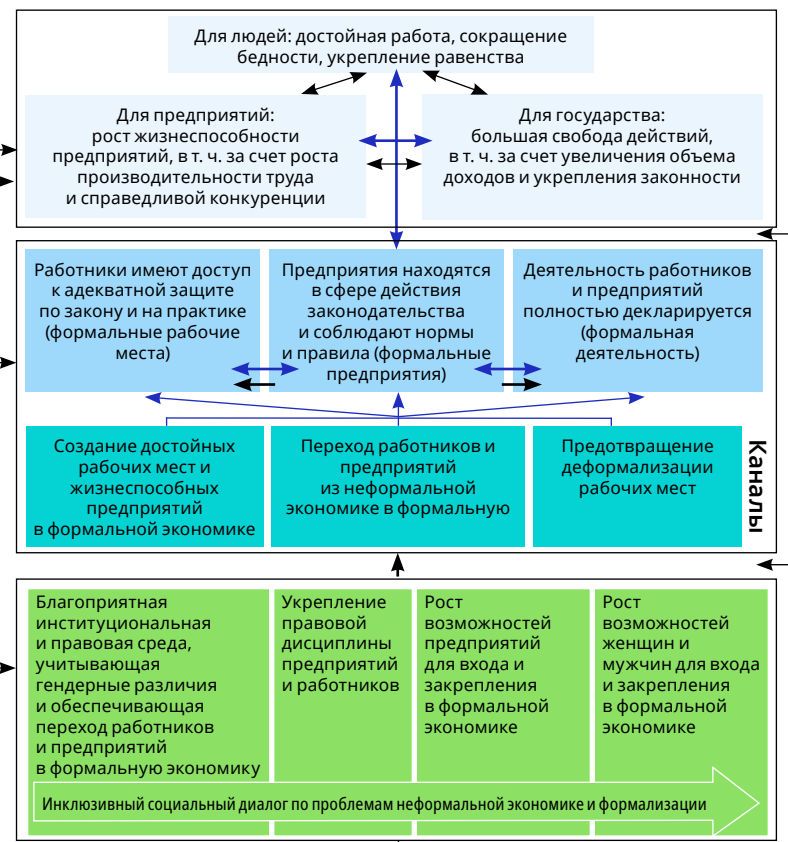 Для людей: достойная работа, сокращение
бедности, укрепление равенства
Для предприятий:
рост жизнеспособности
предприятий, в т. ч. за счет роста
производительности труда
и справедливой конкуренции
Для государства:
большая свобода действий,
в т. ч. за счет увеличения объема
доходов и укрепления законности
Работники имеют доступ
к адекватной защите
по закону и на практике
(формальные рабочие
места)
Предприятия находятся
в сфере действия
законодательства
и соблюдают нормы
и правила (формальные
предприятия)
Деятельность работников
и предприятий
полностью декларируется
(формальная
деятельность)
Создание достойных
рабочих мест и
жизнеспособных
предприятий
в формальной экономике
Переход работников и
предприятий
из неформальной
экономике в формальную
Предотвращение
деформализации
рабочих мест
Каналы
Благоприятная
институциональная
и правовая среда,
учитывающая
гендерные различия
и обеспечивающая
переход работников
и предприятий
в формальную экономику
Укрепление
правовой
дисциплины
предприятий
и работников
Рост
возможностей
предприятий
для входа и
закрепления
в формальной
экономике
Рост
возможностей
женщин и
мужчин для входа
и закрепления
в формальной
экономике
Инклюзивный социальный диалог по проблемам неформальной экономике и формализации